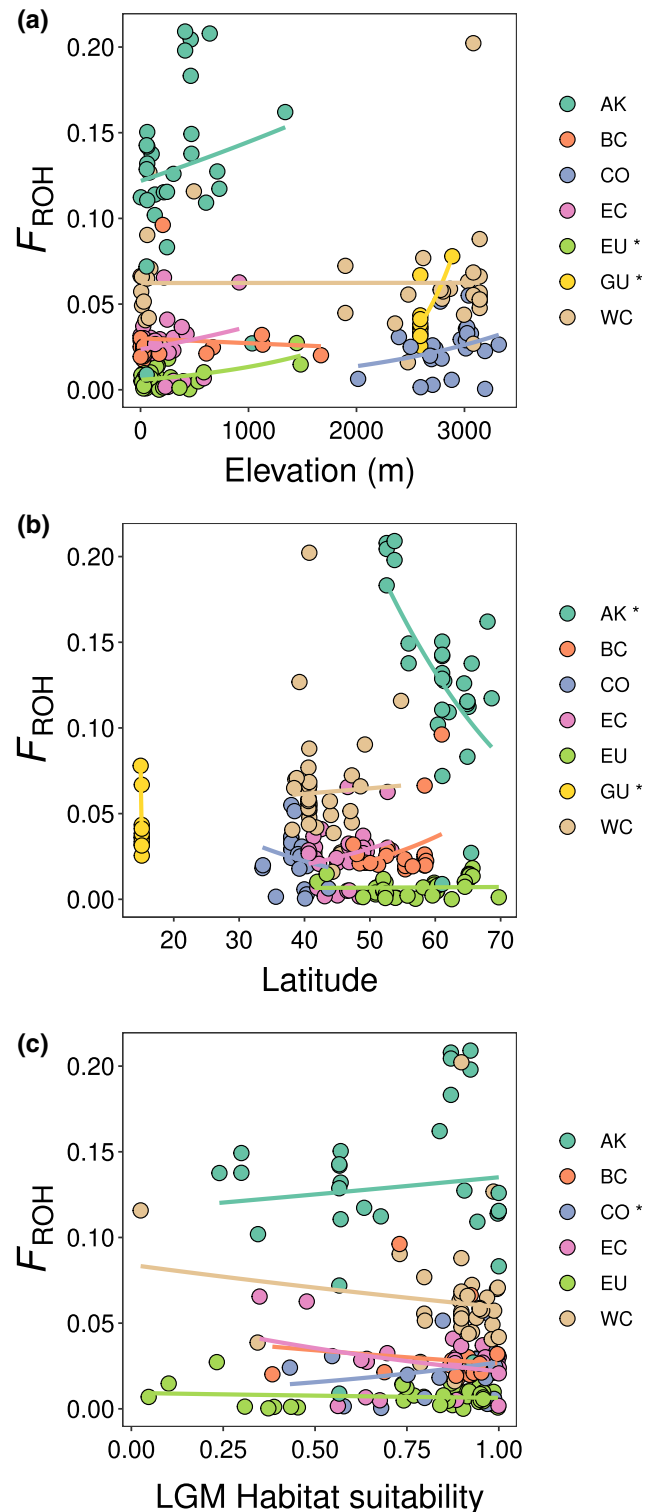 (a)
0.20
0.15
0.10
0.05
0.00
FROH
0 1000 2000 3000
Elevation (m)
AK
BC
CO
EC
EU *
GU *
WC
(b)
0.20
0.15
0.10
0.05
0.00
FROH
20 30 40 50 60 70
Latitude
AK *
BC
CO
EC
EU
GU *
WC
(c)
0.20
0.15
0.10
0.05
0.00
FROH
0.00 0.25 0.50 0.75 1.00
LGM Habitat suitability
AK
BC
CO *
EC
EU
WC